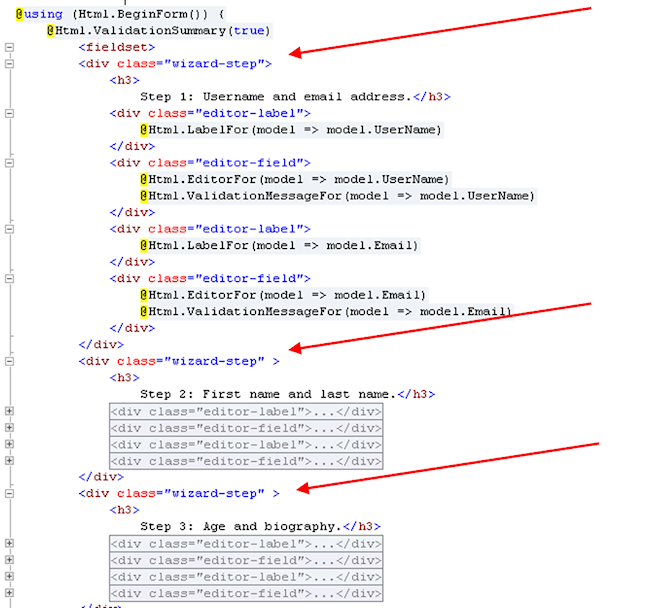 @using (Html.BeginForm()) {
@Html.ValidationSummary(true)
<fieldset>
<div class="wizard-step">
<h3>
Step 1: Username and email address.</h3>
<div class="editor-label">
@Html.LabelFor(model => model.UserName)
</div>
<div class="editor-field">
@Html.EditorFor(model => model.UserName)
@Html.ValidationMessageFor(model => model.UserName)
</div>
<div class="editor-label">
@Html.LabelFor(model => model.Email)
</div>
<div class="editor-field">
@Html.EditorFor(model => model.Email)
@Html.ValidationMessageFor(model => model.Email)
</div>
</div>
<div class="wizard-step" >
<h3>
Step 2: First name and last name.</h3>
<div class="editor-label">...</div>
<div class="editor-field">...</div>
<div class="editor-label">...</div>
<div class="editor-field">...</div>
</div>
<div class="wizard-step" >
<h3>
Step 3: Age and biography.</h3>
<div class="editor-label">...</div>
<div class="editor-field">...</div>
<div class="editor-label">...</div>
<div class="editor-field">...</div>